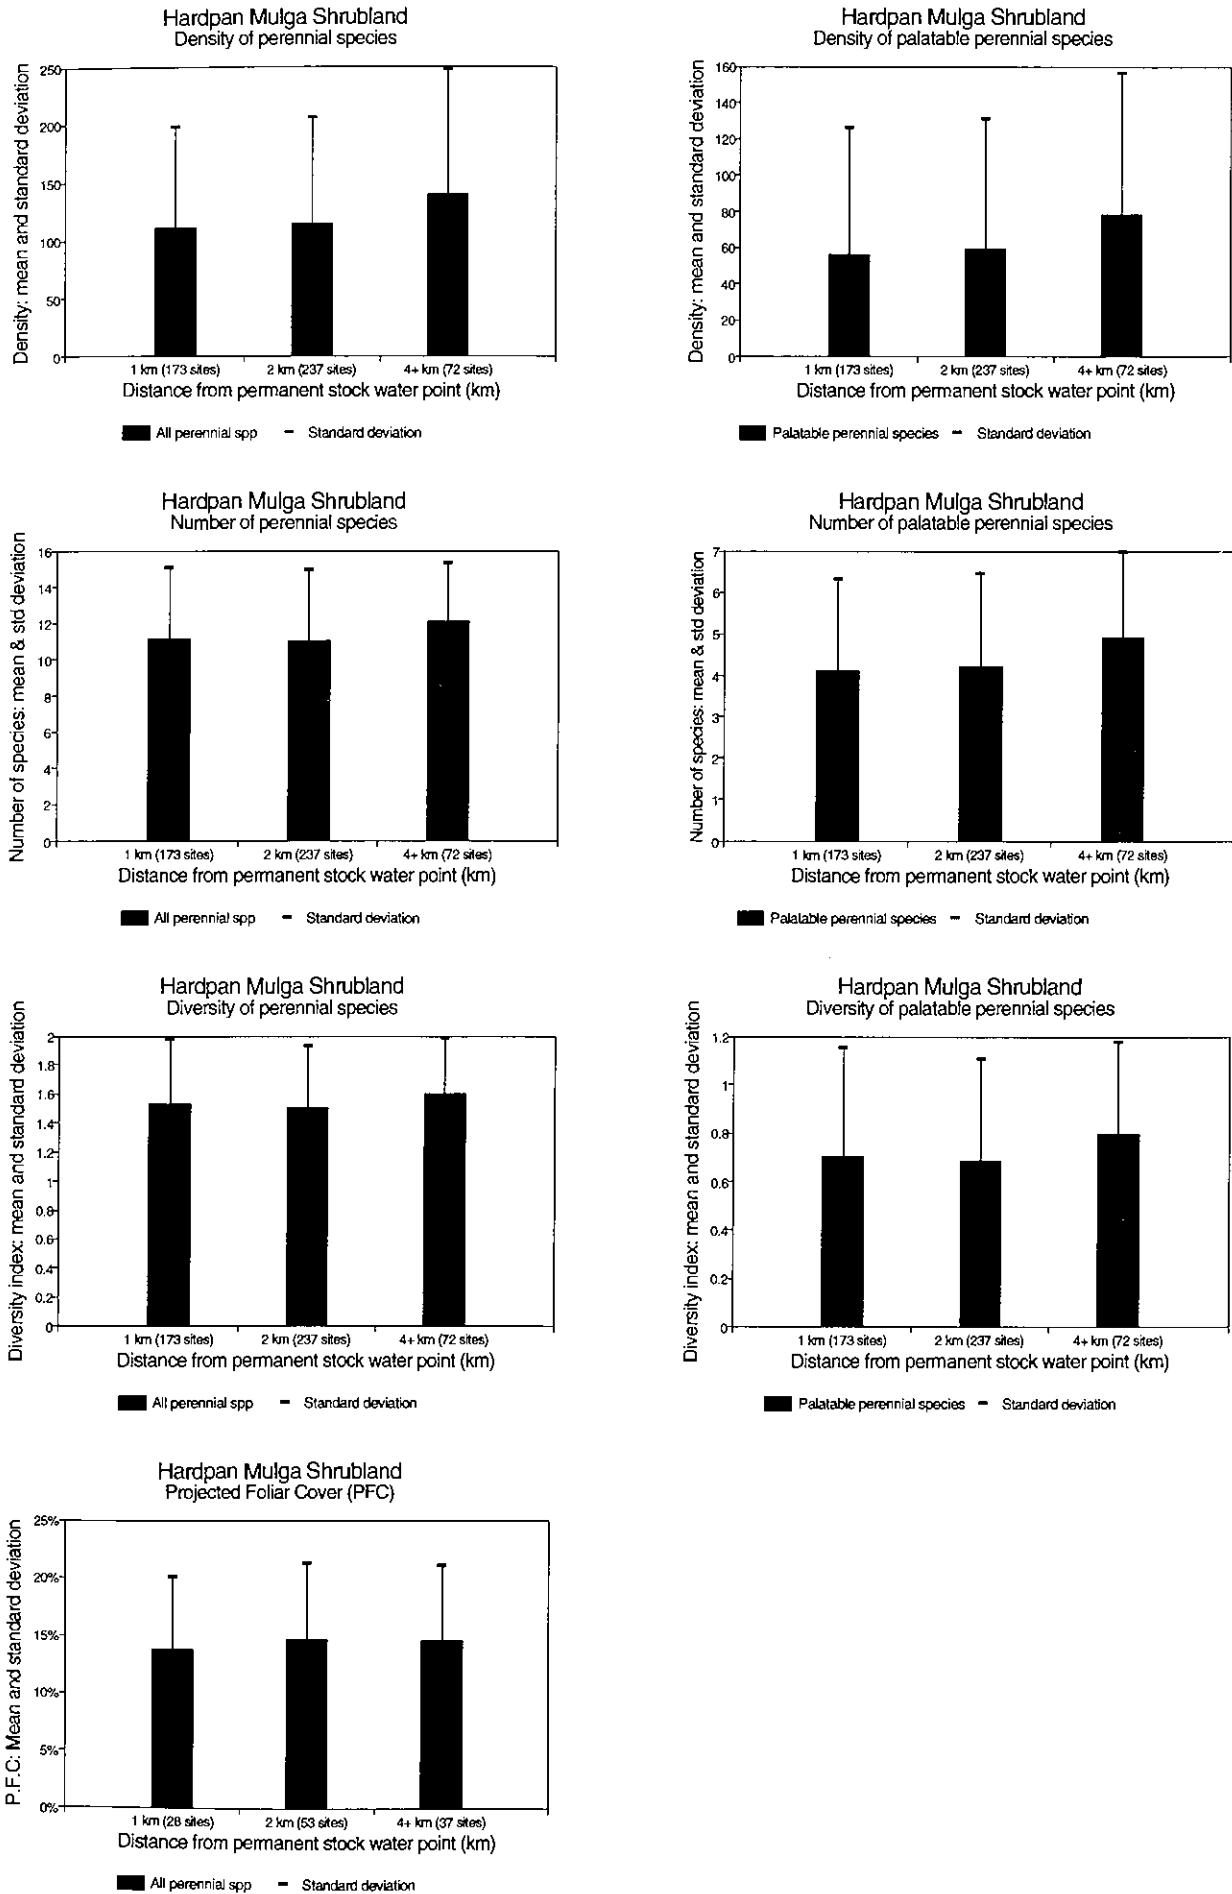 Hardpan Mulga Shrubland
Density of perennial species
Density: mean and standard deviation
250
200
150
100
50
0
1 km (173 sites) 2 km (237 sites) 4+ km (72 sites)
Distance from permanent stock water point (km)
All perennial spp – Standard deviation
Hardpan Mulga Shrubland
Density of palatable perennial species
Density: mean and standard deviation
160
140
120
100
80
60
40
20
0
1 km (173 sites) 2 km (237 sites) 4+ km (72 sites)
Distance from permanent stock water point (km)
Palatable perennial species – Standard deviation
Hardpan Mulga Shrubland
Number of perennial species
Number of species: mean & std deviation
16
14
12
10
8
6
4
2
0
1 km (173 sites) 2 km (237 sites) 4+ km (72 sites)
Distance from permanent stock water point (km)
All perennial spp – Standard deviation
Hardpan Mulga Shrubland
Number of palatable perennial species
Number of species: mean & std deviation
7
6
5
4
3
2
1
0
1 km (173 sites) 2 km (237 sites) 4+ km (72 sites)
Distance from permanent stock water point (km)
Palatable perennial species – Standard deviation
Hardpan Mulga Shrubland
Diversity of perennial species
Diversity index: mean and standard deviation
2
1.8
1.6
1.4
1.2
1
0.8
0.6
0.4
0.2
0
1 km (173 sites) 2 km (237 sites) 4+ km (72 sites)
Distance from permanent stock water point (km)
All perennial spp – Standard deviation
Hardpan Mulga Shrubland
Diversity of palatable perennial species
Diversity index: mean and standard deviation
1.2
1
0.8
0.6
0.4
0.2
0
1 km (173 sites) 2 km (237 sites) 4+ km (72 sites)
Distance from permanent stock water point (km)
Palatable perennial species – Standard deviation
Hardpan Mulga Shrubland
Projected Foliar Cover (PFC)
P.F.C: Mean and standard deviation
25%
20%
15%
10%
5%
0%
1 km (28 sites) 2 km (53 sites) 4+ km (37 sites)
Distance from permanent stock water point (km)
All perennial spp – Standard deviation